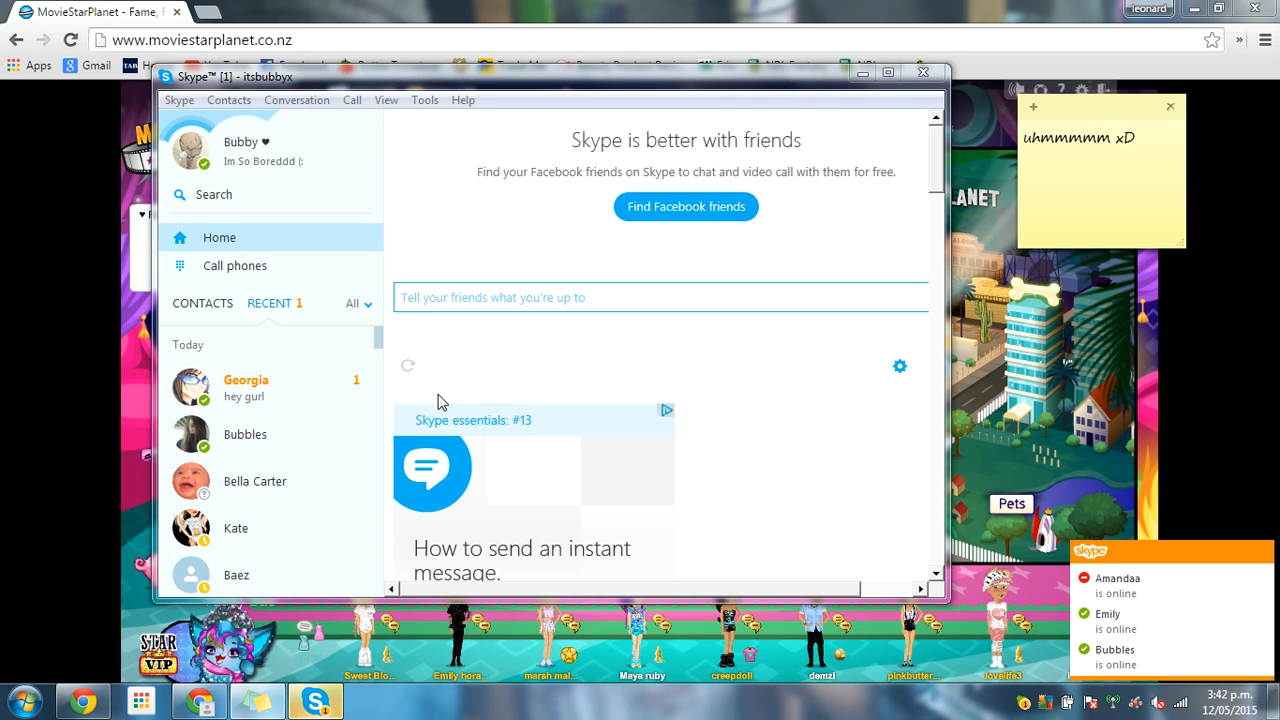 MovieStarPlanet - Fame, F
leonard
www.moviestarplanet.co.nz
Apps
Gmail
TAB
Skype™ [1] - itsbubbyx
Skype Contacts Conversation Call View Tools Help
Bubby ♥
Im So Boreddd (:
Search
Home
Call phones
CONTACTS RECENT 1 All
Today
Georgia 1
hey gurl
Bubbles
Bella Carter
Kate
Baez
Skype is better with friends
Find your Facebook friends on Skype to chat and video call with them for free.
Find Facebook friends
Tell your friends what you're up to
Skype essentials: #13
How to send an instant
message.
+
uhmmmmm xD
LANET
Pets
skype
Amandaa
is online
Emily
is online
Bubbles
is online
STAR
VIP
Sweet Blo...
Emily hora...
marsh mal...
Maya ruby
creepdoll
demzi
pinkbutter...
lovelife3
3:42 p.m.
12/05/2015